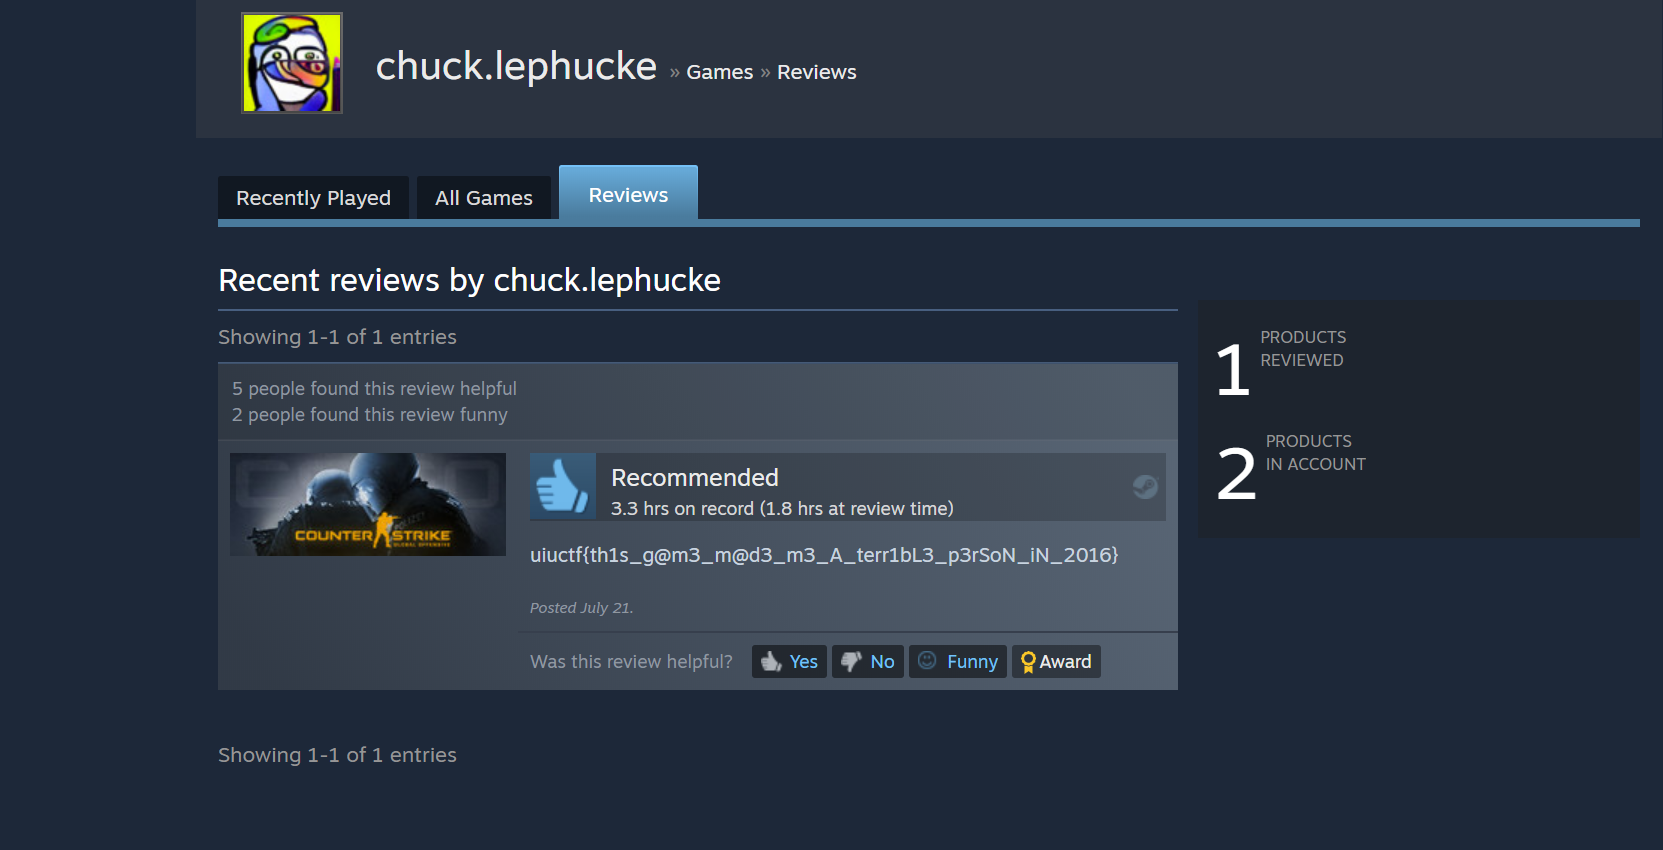 chuck.lephucke » Games » Reviews
Recently Played
All Games
Reviews
Recent reviews by chuck.lephucke
Showing 1-1 of 1 entries
5 people found this review helpful
2 people found this review funny
COUNTER STRIKE
GLOBAL OFFENSIVE
Recommended
3.3 hrs on record (1.8 hrs at review time)
uiuctf{th1s_g@m3_m@d3_m3_A_terr1bL3_p3rSoN_iN_2016}
Posted July 21.
Was this review helpful?
Yes
No
Funny
Award
Showing 1-1 of 1 entries
1 PRODUCTS
REVIEWED
2 PRODUCTS
IN ACCOUNT